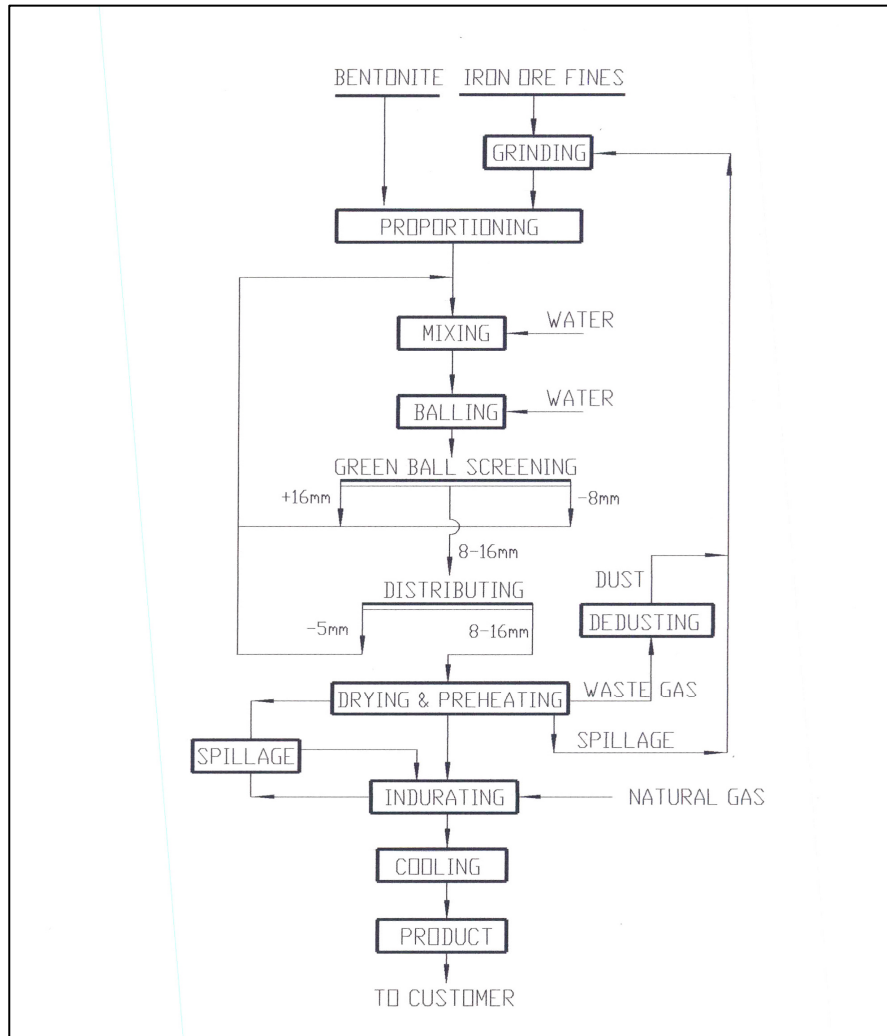 BENTONITE
IRON ORE FINES
GRINDING
PROPORTIONING
MIXING
WATER
BALLING
WATER
GREEN BALL SCREENING
+16mm
-8mm
8-16mm
DISTRIBUTING
DUST
-5mm
8-16mm
DEDUSTING
DRYING & PREHEATING
WASTE GAS
SPILLAGE
SPILLAGE
INDURATING
NATURAL GAS
COOLING
PRODUCT
TO CUSTOMER